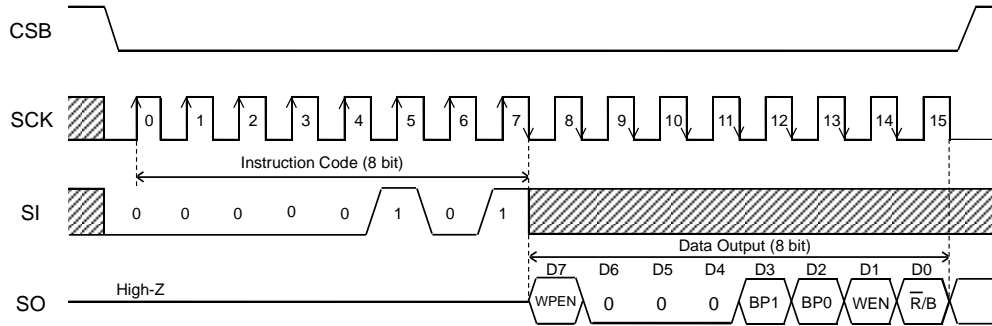 CSB
SCK
0 1 2 3 4 5 6 7 8 9 10 11 12 13 14 15
Instruction Code (8 bit)
SI
0 0 0 0 0 1 0 1
Data Output (8 bit)
D7 D6 D5 D4 D3 D2 D1 D0
SO
High-Z
WPEN 0 0 0 BP1 BP0 WEN R̅/B